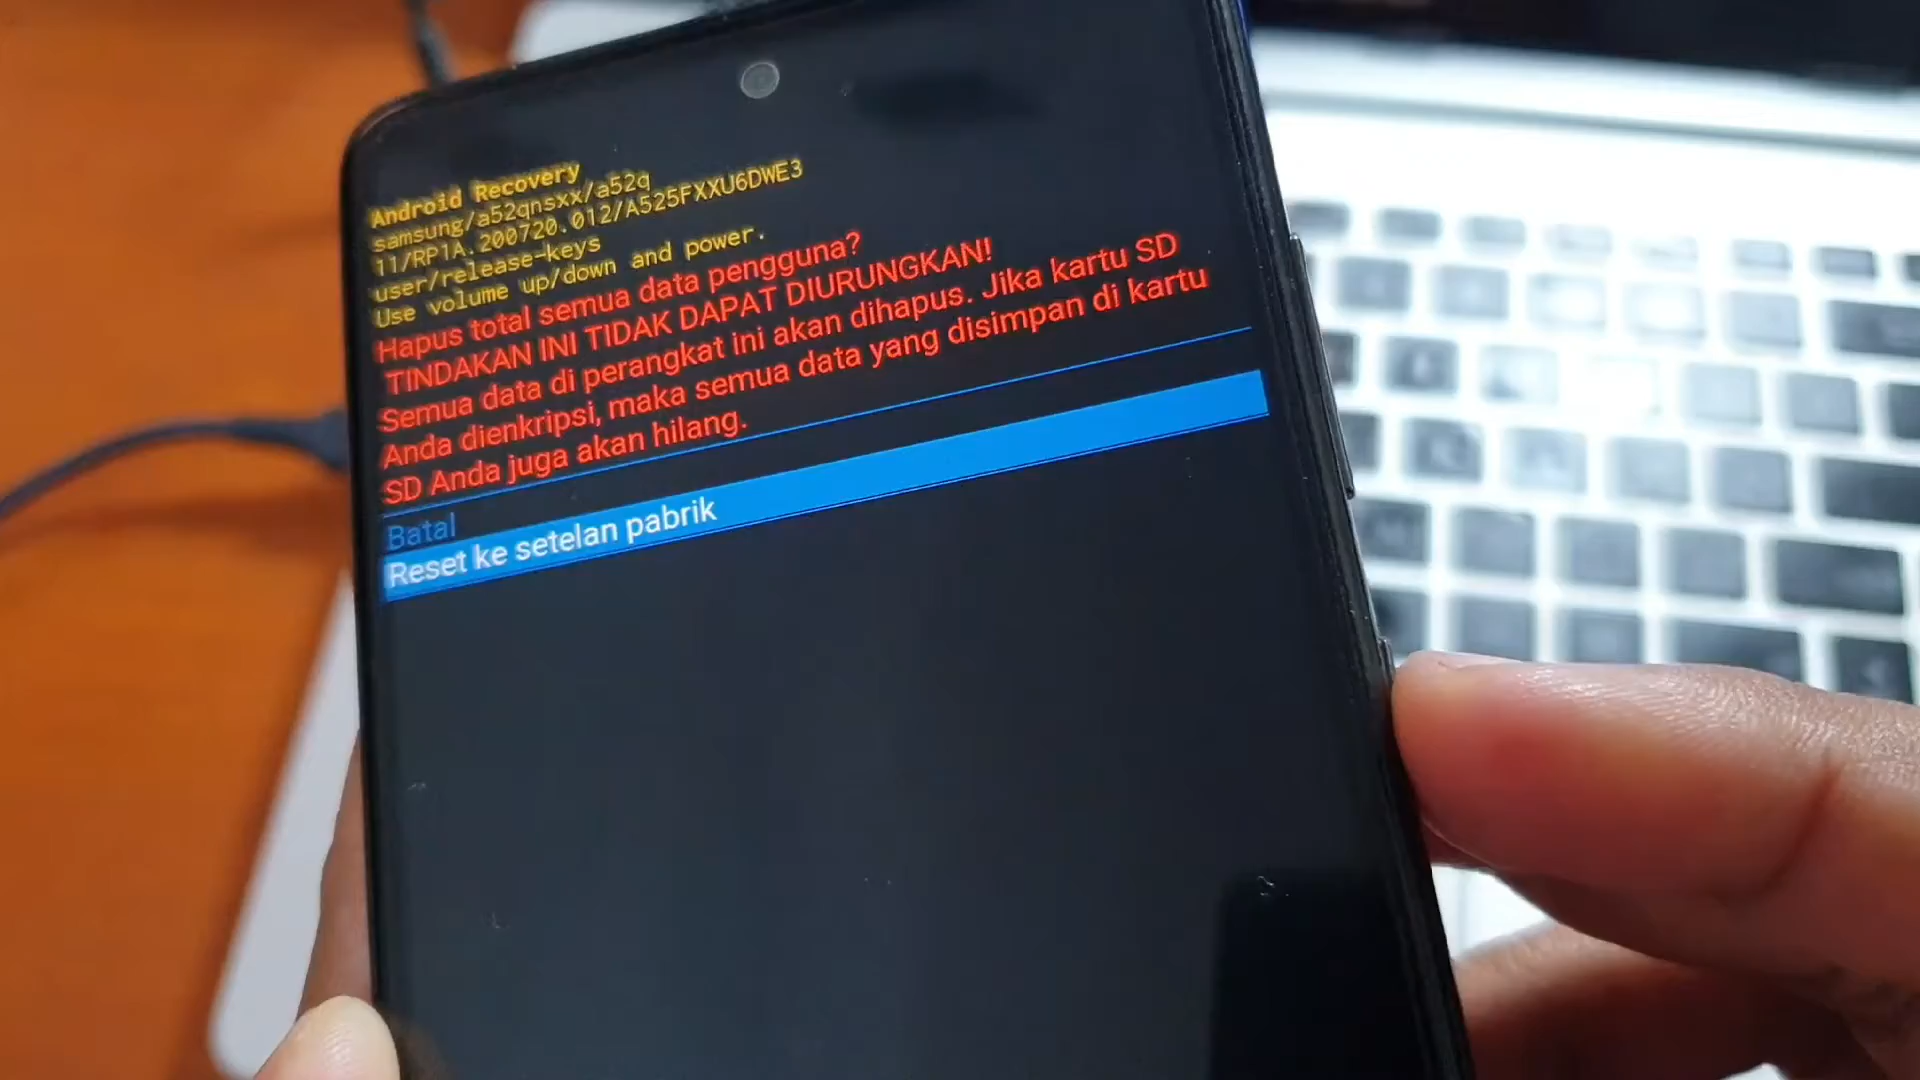 Android Recovery
samsung/a52qnsxx/a52q
11/RP1A.200720.012/A525FXXU6DWE3
user/release-keys
Use volume up/down and power.
Hapus total semua data pengguna?
TINDAKAN INI TIDAK DAPAT DIURUNGKAN!
Semua data di perangkat ini akan dihapus. Jika kartu SD
Anda dienkripsi, maka semua data yang disimpan di kartu
SD Anda juga akan hilang.
Batal
Reset ke setelan pabrik